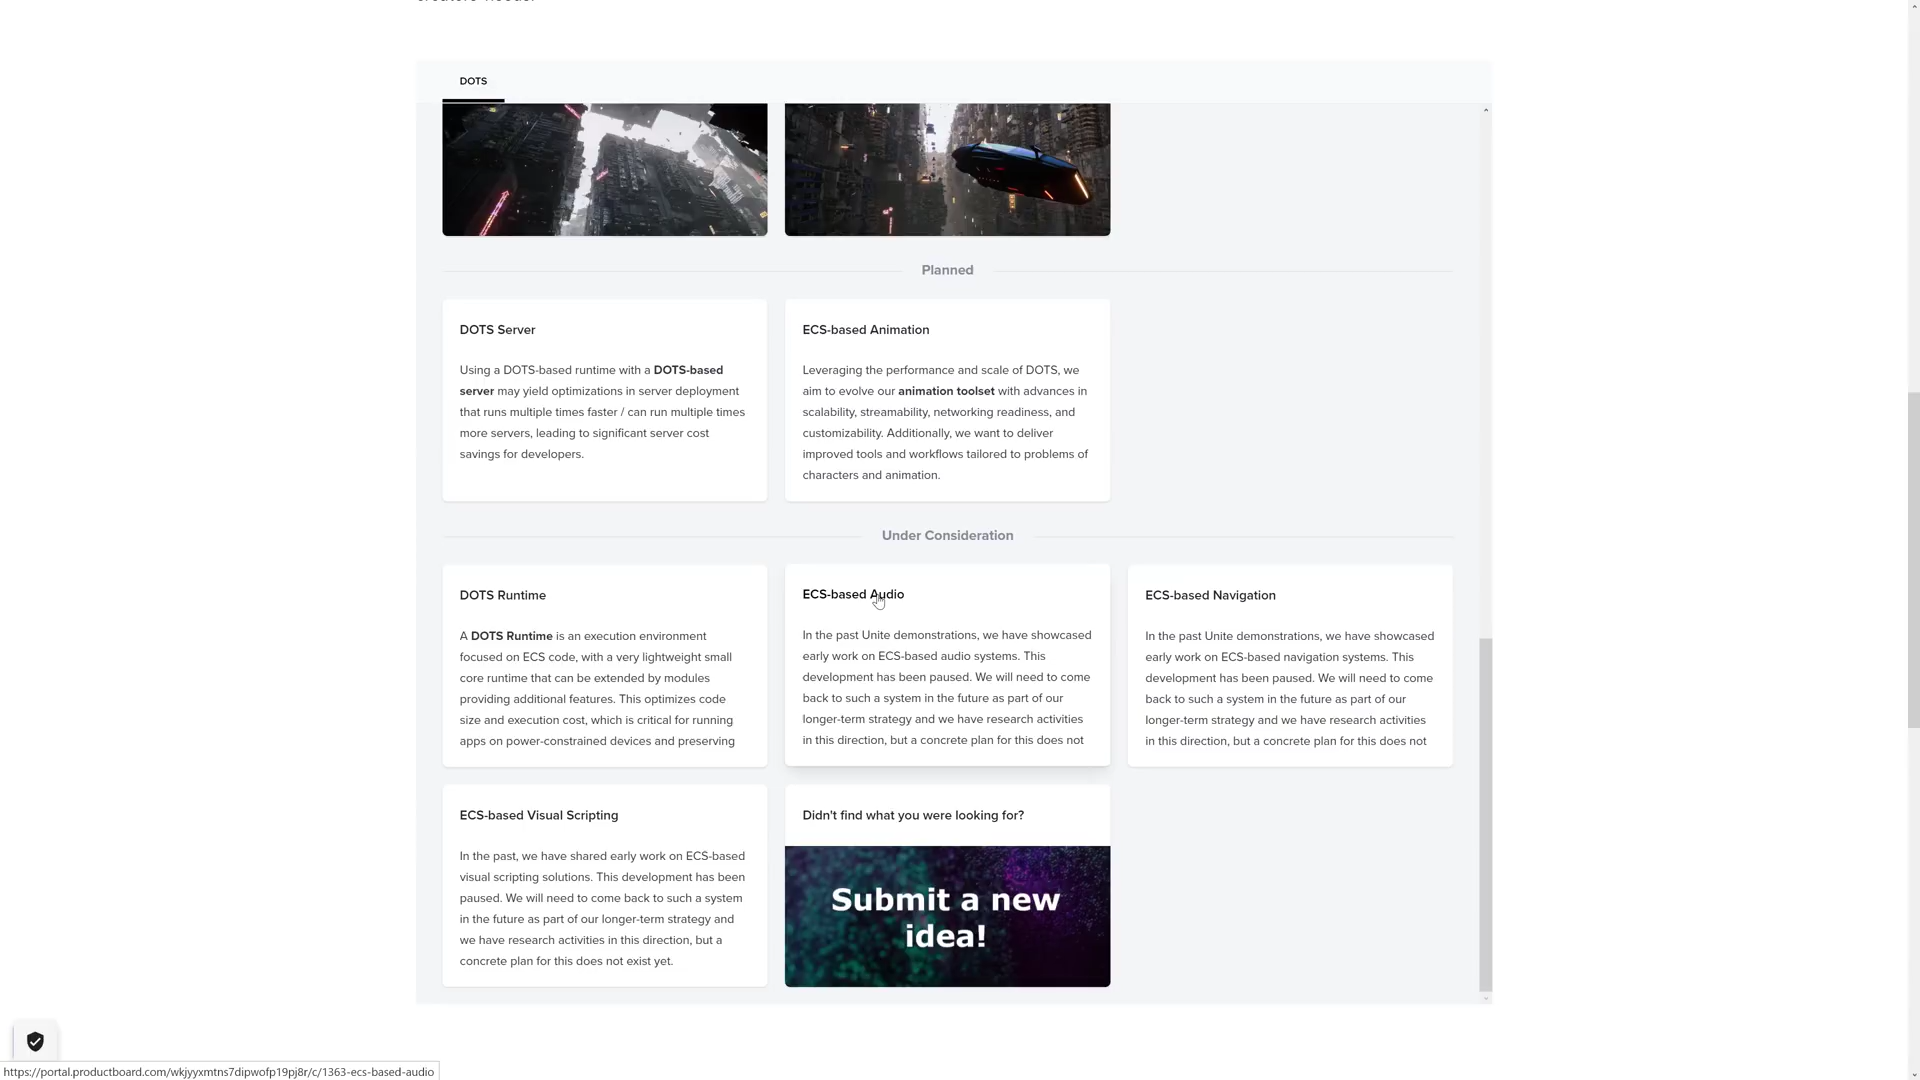 DOTS
Planned
DOTS Server
Using a DOTS-based runtime with a DOTS-based
server may yield optimizations in server deployment
that runs multiple times faster / can run multiple times
more servers, leading to significant server cost
savings for developers.
ECS-based Animation
Leveraging the performance and scale of DOTS, we
aim to evolve our animation toolset with advances in
scalability, streamability, networking readiness, and
customizability. Additionally, we want to deliver
improved tools and workflows tailored to problems of
characters and animation.
Under Consideration
DOTS Runtime
A DOTS Runtime is an execution environment
focused on ECS code, with a very lightweight small
core runtime that can be extended by modules
providing additional features. This optimizes code
size and execution cost, which is critical for running
apps on power-constrained devices and preserving
ECS-based Audio
In the past Unite demonstrations, we have showcased
early work on ECS-based audio systems. This
development has been paused. We will need to come
back to such a system in the future as part of our
longer-term strategy and we have research activities
in this direction, but a concrete plan for this does not
ECS-based Navigation
In the past Unite demonstrations, we have showcased
early work on ECS-based navigation systems. This
development has been paused. We will need to come
back to such a system in the future as part of our
longer-term strategy and we have research activities
in this direction, but a concrete plan for this does not
ECS-based Visual Scripting
In the past, we have shared early work on ECS-based
visual scripting solutions. This development has been
paused. We will need to come back to such a system
in the future as part of our longer-term strategy and
we have research activities in this direction, but a
concrete plan for this does not exist yet.
Didn't find what you were looking for?
Submit a new
idea!
https://portal.productboard.com/wkjyyxmtns7dipwofp19pj8r/c/1363-ecs-based-audio